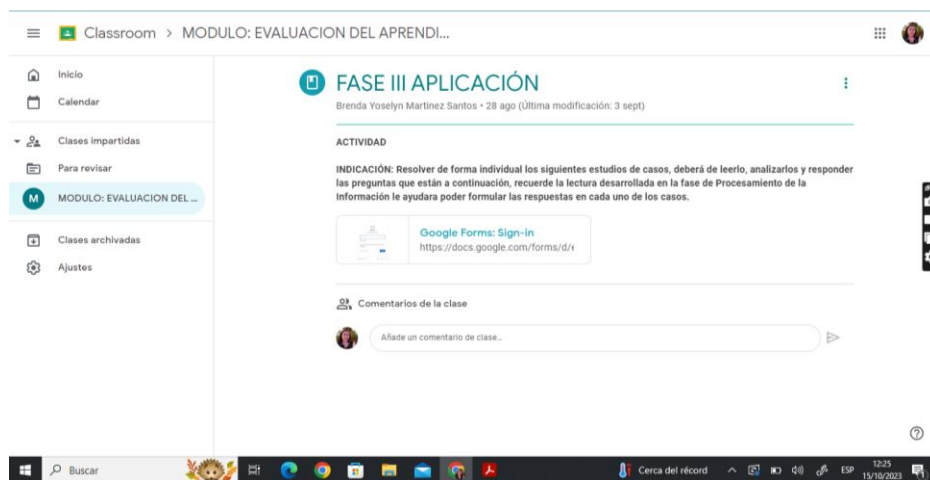 Classroom > MODULO: EVALUACION DEL APRENDI...
Inicio
Calendar
Clases impartidas
Para revisar
M MODULO: EVALUACION DEL ...
Clases archivadas
Ajustes
FASE III APLICACIÓN
Brenda Yoselyn Martinez Santos • 28 ago (Última modificación: 3 sept)
ACTIVIDAD
INDICACIÓN: Resolver de forma individual los siguientes estudios de casos, deberá de leerlo, analizarlos y responder
las preguntas que están a continuación, recuerde la lectura desarrollada en la fase de Procesamiento de la
Información le ayudara poder formular las respuestas en cada uno de los casos.
Google Forms: Sign-in
https://docs.google.com/forms/d/e
Comentarios de la clase
Añade un comentario de clase...
Buscar
Cerca del récord
ESP
12:25
15/10/2023